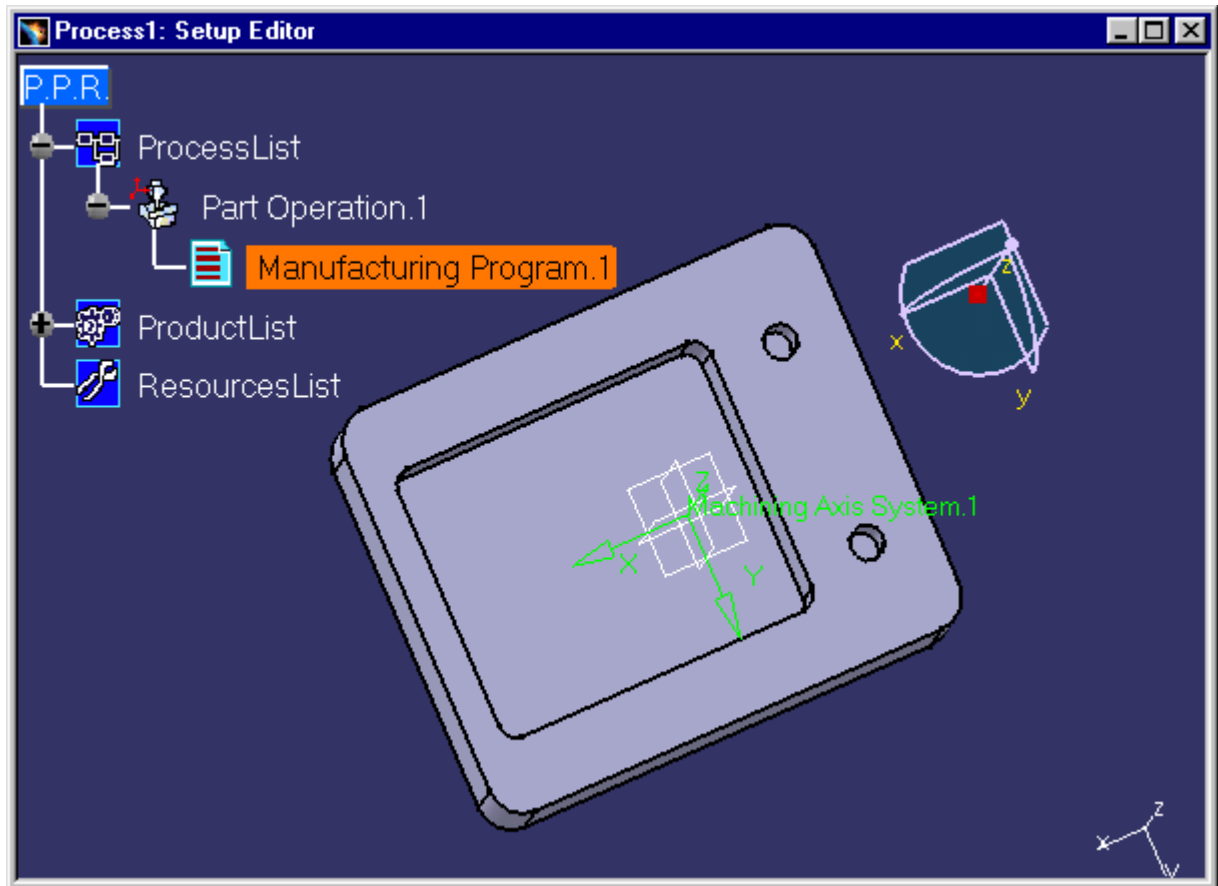 Process1: Setup Editor
P.P.R.
ProcessList
Part Operation.1
Manufacturing Program.1
ProductList
ResourcesList
z
x
y
Z
Machining Axis System.1
X
Y
z
x
y